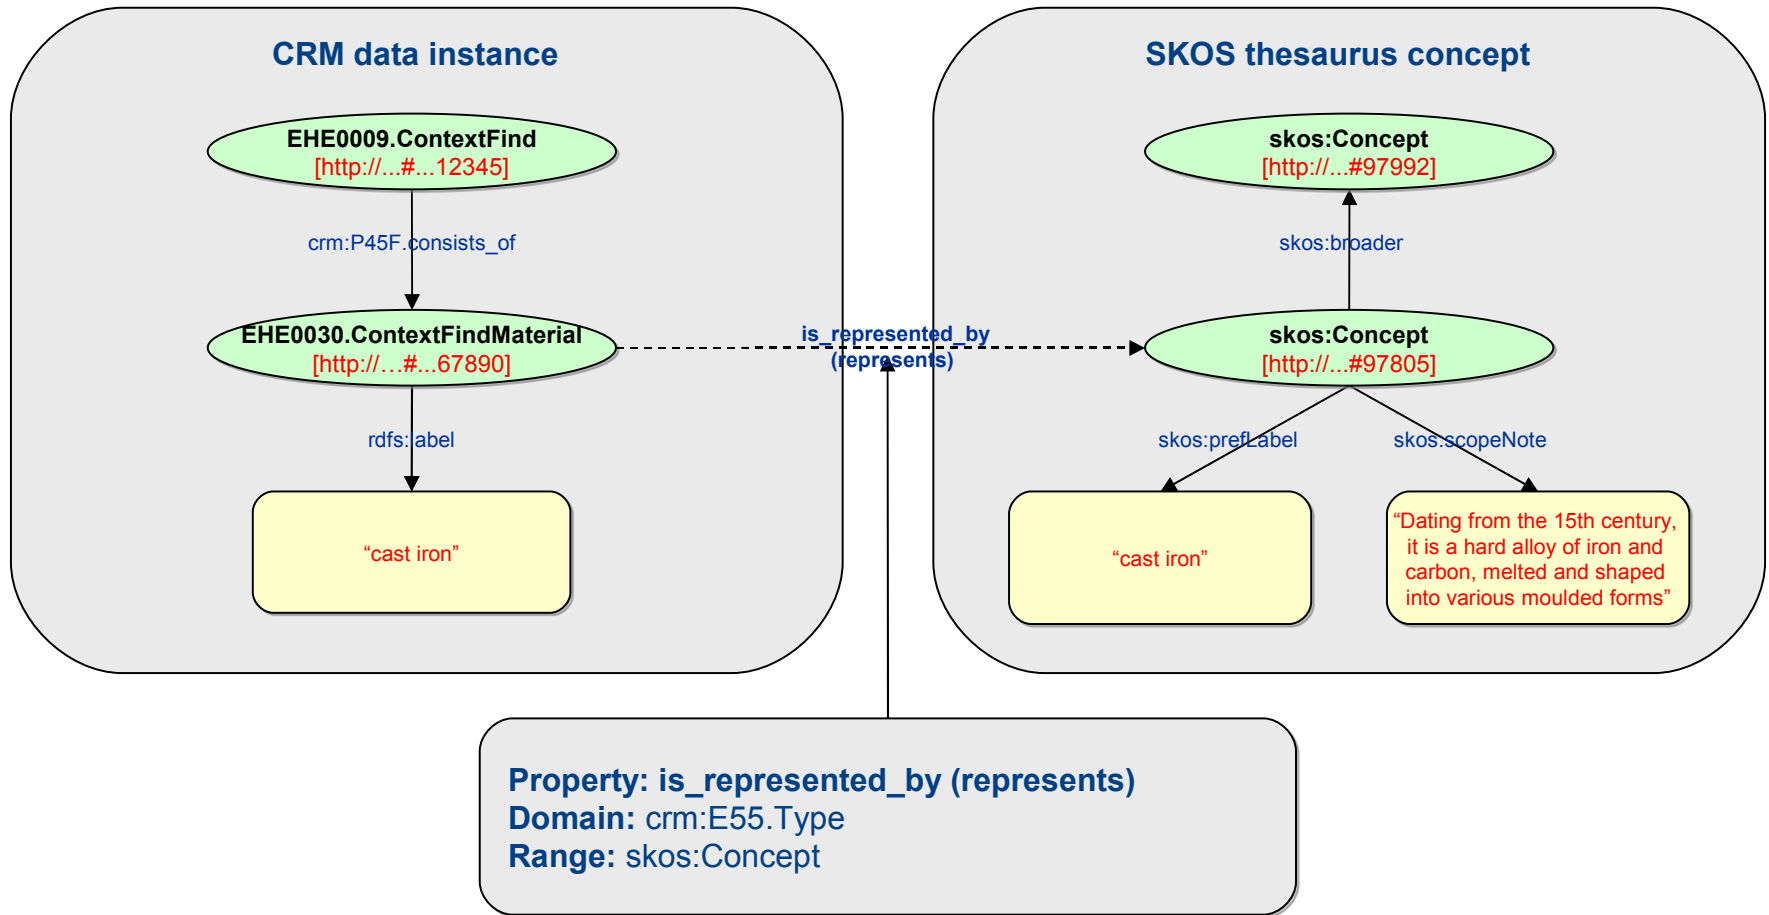 CRM data instance
EHE0009.ContextFind
[http://...#...12345]
crm:P45F.consists_of
EHE0030.ContextFindMaterial
[http://...#...67890]
rdfs:label
“cast iron”
is_represented_by
(represents)
SKOS thesaurus concept
skos:Concept
[http://...#97992]
skos:broader
skos:Concept
[http://...#97805]
skos:prefLabel
skos:scopeNote
“cast iron”
“Dating from the 15th century,
it is a hard alloy of iron and
carbon, melted and shaped
into various moulded forms”
Property: is_represented_by (represents)
Domain: crm:E55.Type
Range: skos:Concept